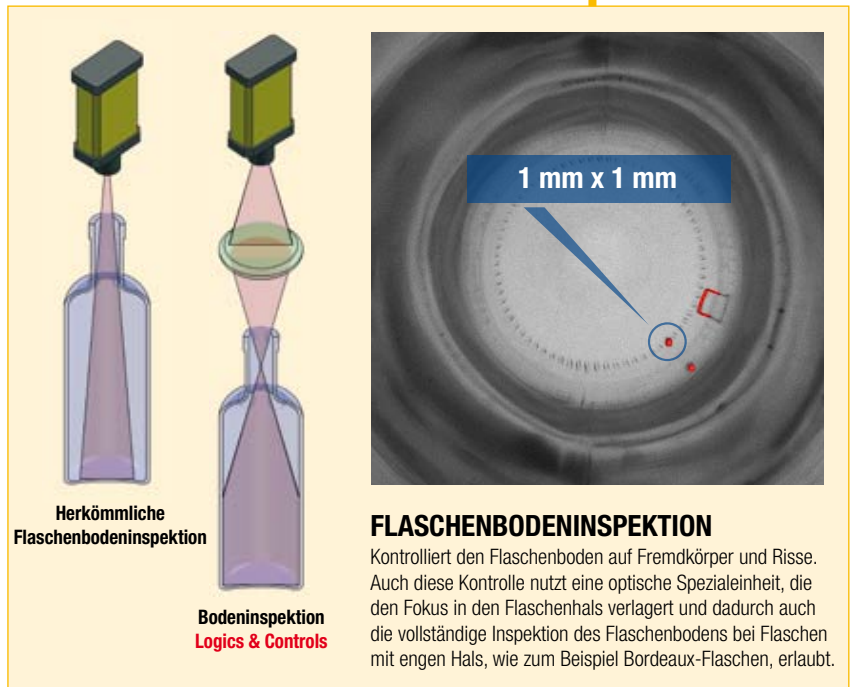 Herkömmliche
Flaschenbodeninspektion
Bodeninspektion
Logics & Controls
1 mm x 1 mm
FLASCHENBODENINSPEKTION
Kontrolliert den Flaschenboden auf Fremdkörper und Risse.
Auch diese Kontrolle nutzt eine optische Spezialeinheit, die
den Fokus in den Flaschenhals verlagert und dadurch auch
die vollständige Inspektion des Flaschenbodens bei Flaschen
mit engen Hals, wie zum Beispiel Bordeaux-Flaschen, erlaubt.